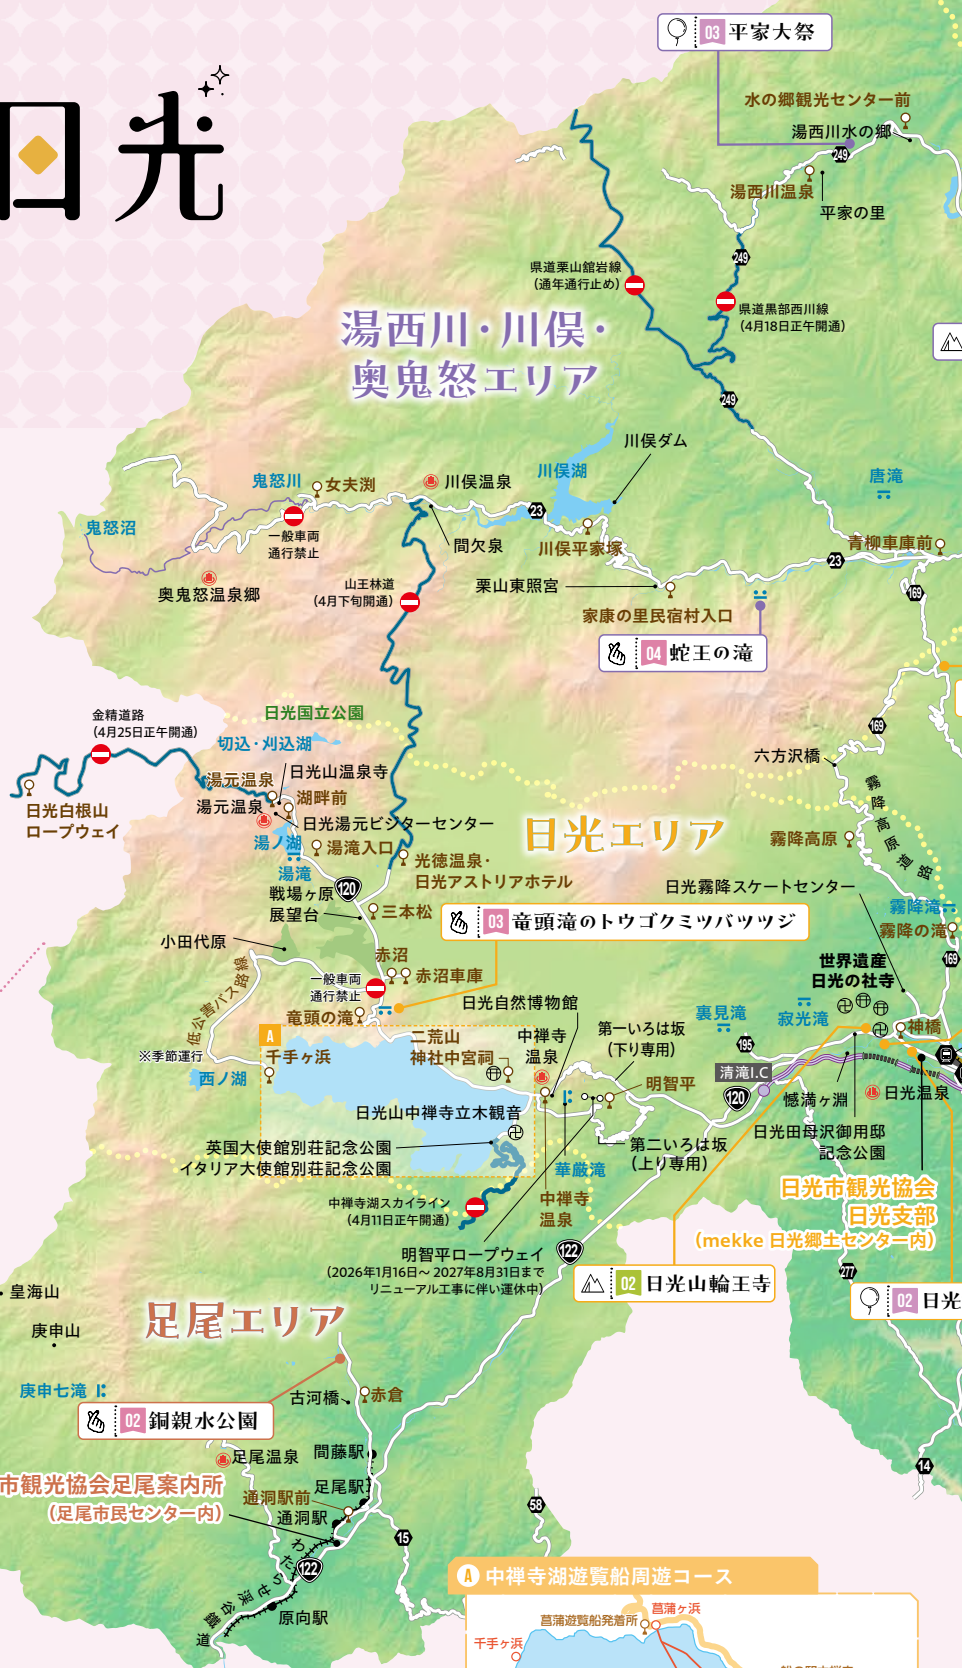 日光
03 平家大祭
水の郷観光センター前
湯西川水の郷
249
湯西川温泉
平家の里
249
県道栗山舘岩線
(通年通行止め)
県道黒部西川線
(4月18日正午開通)
湯西川・川俣・
奥鬼怒エリア
249
川俣ダム
川俣湖
唐滝
鬼怒川
女夫渕
川俣温泉
23
鬼怒沼
一般車両
通行禁止
間欠泉
川俣平家塚
青柳車庫前
23
奥鬼怒温泉郷
山王林道
(4月下旬開通)
栗山東照宮
169
家康の里民宿村入口
04 蛇王の滝
金精道路
(4月25日正午開通)
日光国立公園
切込・刈込湖
169
六方沢橋
日光白根山
ロープウェイ
湯元温泉
日光山温泉寺
湯元温泉
湖畔前
日光湯元ビジターセンター
湯ノ湖
湯滝入口
湯滝
光徳温泉・
日光アストリアホテル
日光エリア
霧降高原道路
霧降高原
戦場ヶ原
展望台
120
三本松
日光霧降スケートセンター
霧降滝
霧降の滝
03 竜頭滝のトウゴクミツバツツジ
小田代原
赤沼
赤沼車庫
169
低公害バス路線
一般車両
通行禁止
世界遺産
日光の社寺
竜頭の滝
日光自然博物館
裏見滝
寂光滝
神橋
※季節運行
A
千手ヶ浜
二荒山
神社中宮祠
中禅寺
温泉
第一いろは坂
(下り専用)
195
西ノ湖
明智平
清滝I.C
120
憾満ヶ淵
日光温泉
日光山中禅寺立木観音
英国大使館別荘記念公園
イタリア大使館別荘記念公園
華厳滝
第二いろは坂
(上り専用)
日光田母沢御用邸
記念公園
中禅寺湖スカイライン
(4月11日正午開通)
中禅寺
温泉
日光市観光協会
日光支部
(mekke 日光郷土センター内)
明智平ロープウェイ
(2026年1月16日〜2027年8月31日まで
リニューアル工事に伴い運休中)
122
02 日光山輪王寺
277
02 日光
皇海山
足尾エリア
庚申山
庚申七滝
古河橋
赤倉
02 銅親水公園
足尾温泉
間藤駅
市観光協会足尾案内所
(足尾市民センター内)
足尾駅
通洞駅前
通洞駅
14
58
15
122
わたらせ渓谷鐵道
原向駅
A 中禅寺湖遊覧船周遊コース
菖蒲遊覧船発着所
菖蒲ヶ浜
千手ヶ浜